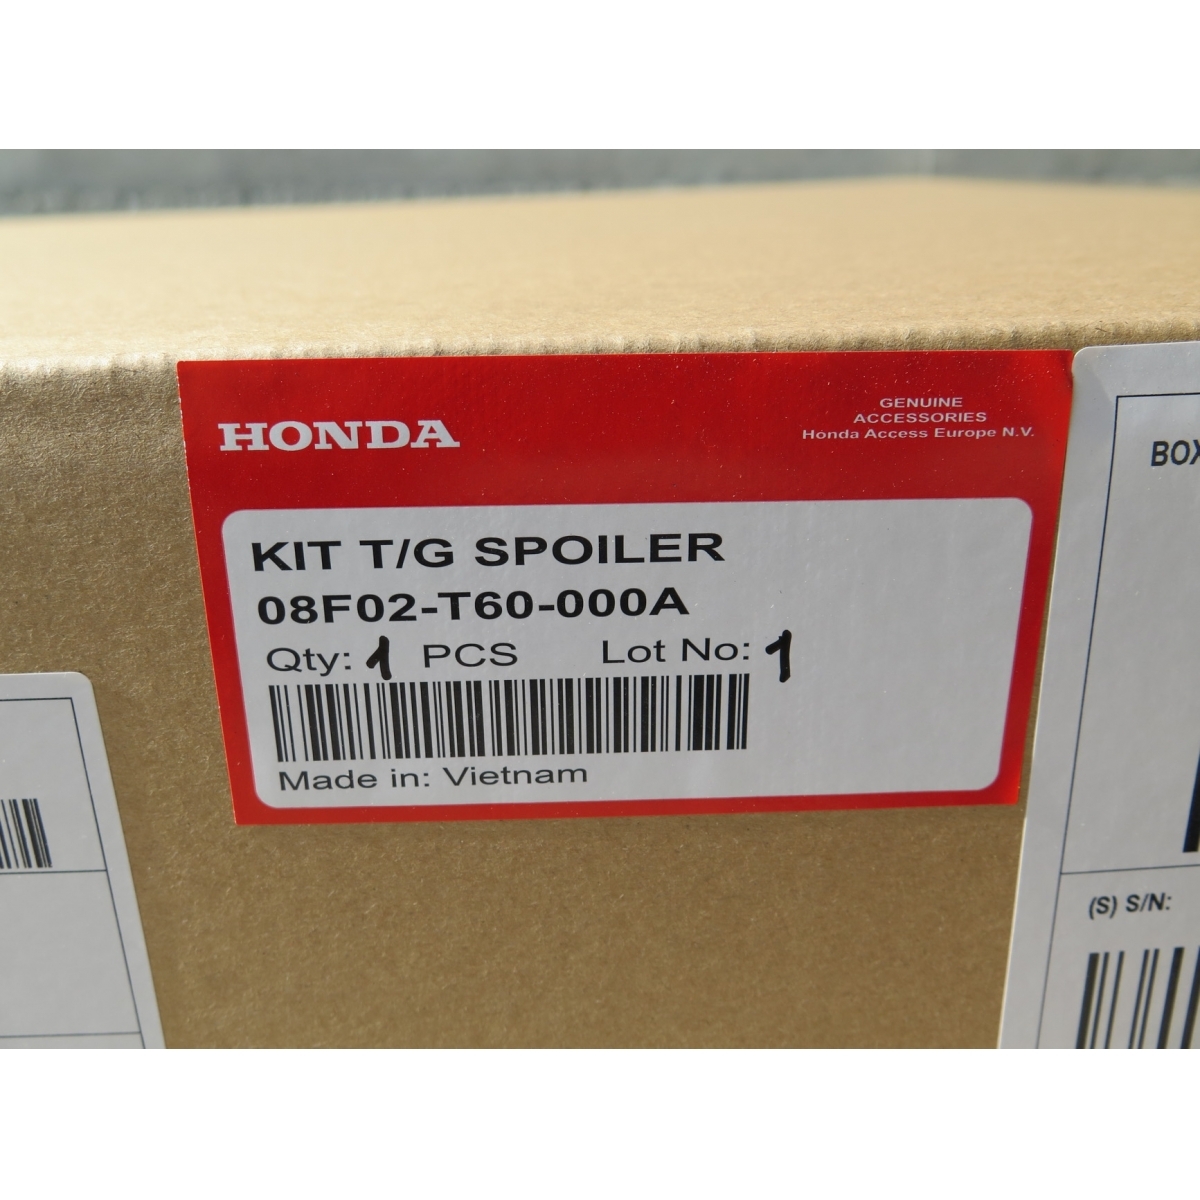 HONDA
GENUINE
ACCESSORIES
Honda Access Europe N.V.
KIT T/G SPOILER
08F02-T60-000A
Qty: 1 PCS Lot No: 1
Made in: Vietnam
BOX
(S) S/N: